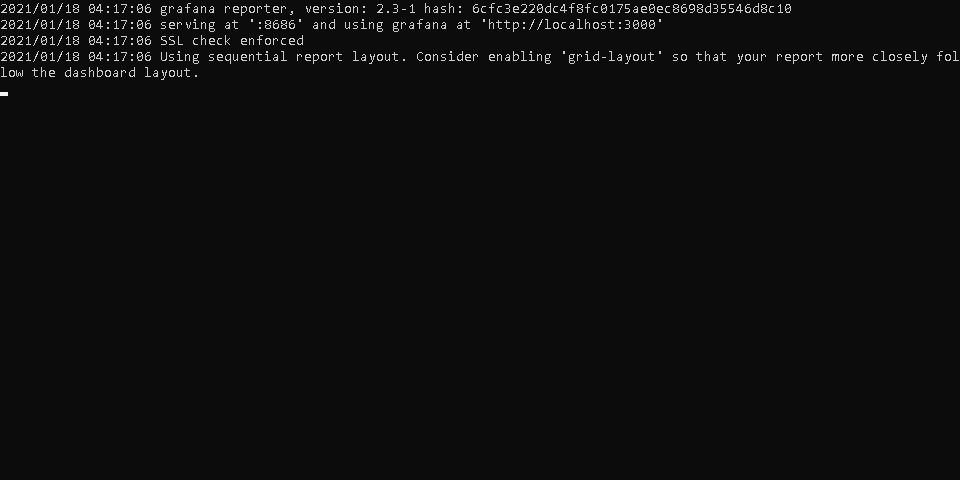 2021/01/18 04:17:06 grafana reporter, version: 2.3-1 hash: 6cfc3e220dc4f8fc0175ae0ec8698d35546d8c10
2021/01/18 04:17:06 serving at ':8686' and using grafana at 'http://localhost:3000'
2021/01/18 04:17:06 SSL check enforced
2021/01/18 04:17:06 Using sequential report layout. Consider enabling 'grid-layout' so that your report more closely fol
low the dashboard layout.